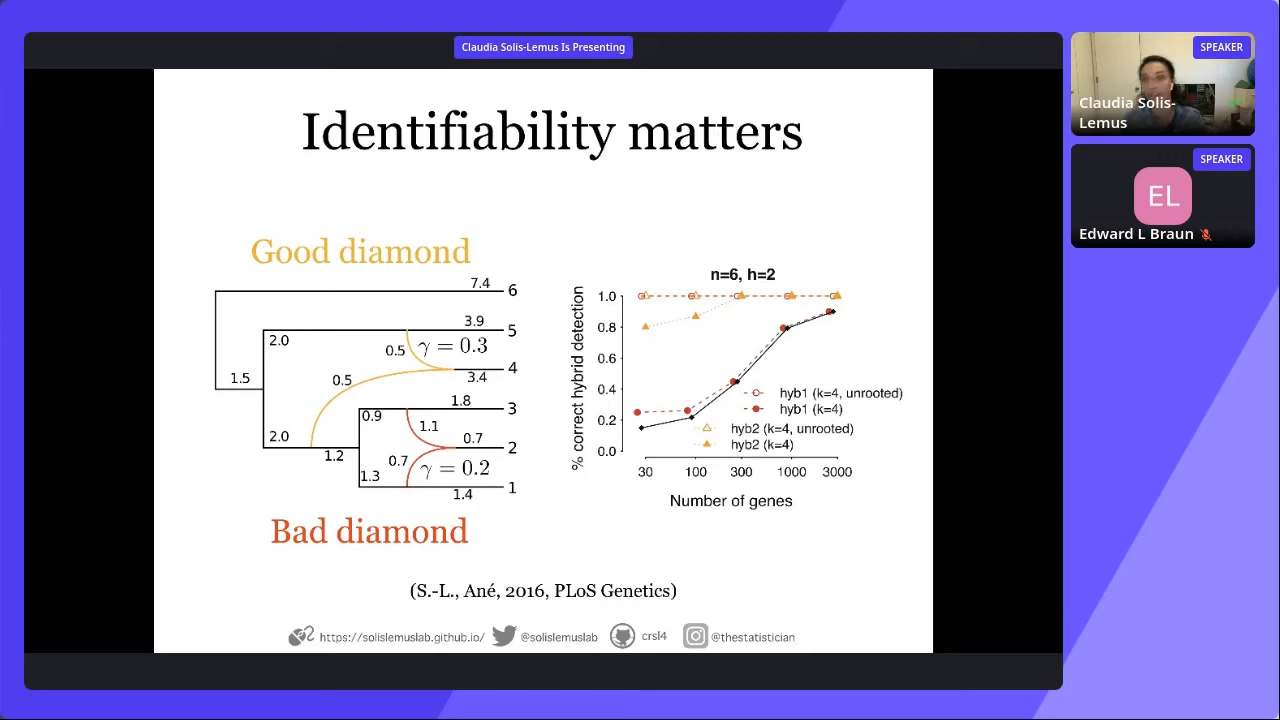 Claudia Solis-Lemus Is Presenting
Identifiability matters
Good diamond
7.4
6
3.9
5
2.0
0.5
γ = 0.3
4
0.5
3.4
1.5
1.8
3
0.9
1.1
2.0
0.7
2
1.2
0.7
γ = 0.2
1.3
1
1.4
Bad diamond
n=6, h=2
% correct hybrid detection
1.0
0.8
0.6
0.4
0.2
0.0
hyb1 (k=4, unrooted)
hyb1 (k=4)
hyb2 (k=4, unrooted)
hyb2 (k=4)
30 100 300 1000 3000
Number of genes
(S.-L., Ané, 2016, PLoS Genetics)
https://solislemuslab.github.io/ @solislemuslab crsl4 @thestatistician
SPEAKER
Claudia Solis-
Lemus
SPEAKER
EL
Edward L Braun